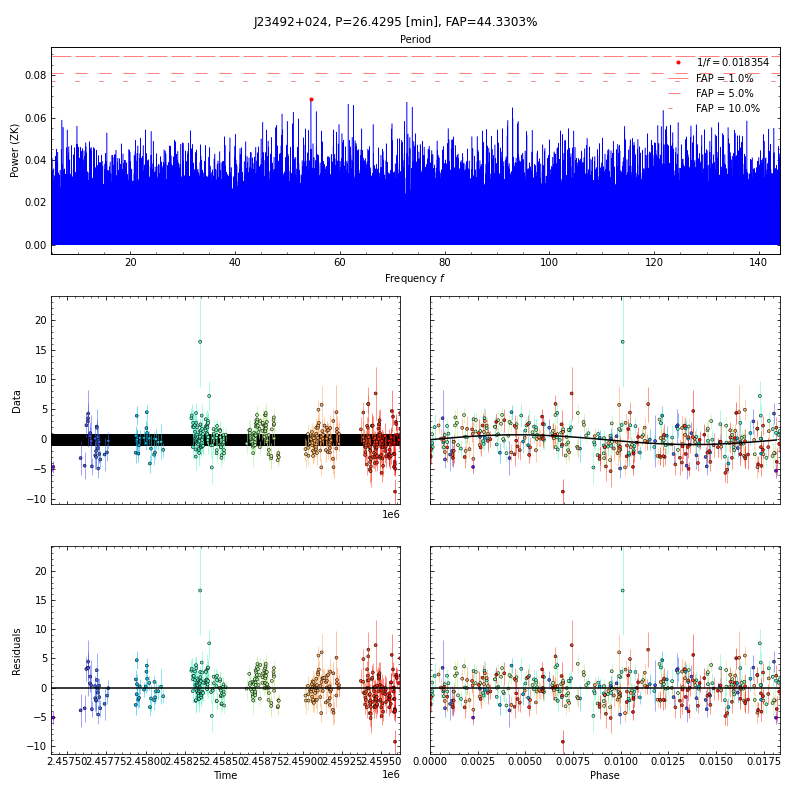 J23492+024, P=26.4295 [min], FAP=44.3303%
Period
Power (ZK)
0.08
0.06
0.04
0.02
0.00
1/f = 0.018354
FAP = 1.0%
FAP = 5.0%
FAP = 10.0%
20 40 60 80 100 120 140
Frequency f
Data
20
15
10
5
0
−5
−10
1e6
Residuals
20
15
10
5
0
−5
−10
2.45750 2.45775 2.45800 2.45825 2.45850 2.45875 2.45900 2.45925 2.45950
Time
1e6
0.0000 0.0025 0.0050 0.0075 0.0100 0.0125 0.0150 0.0175
Phase